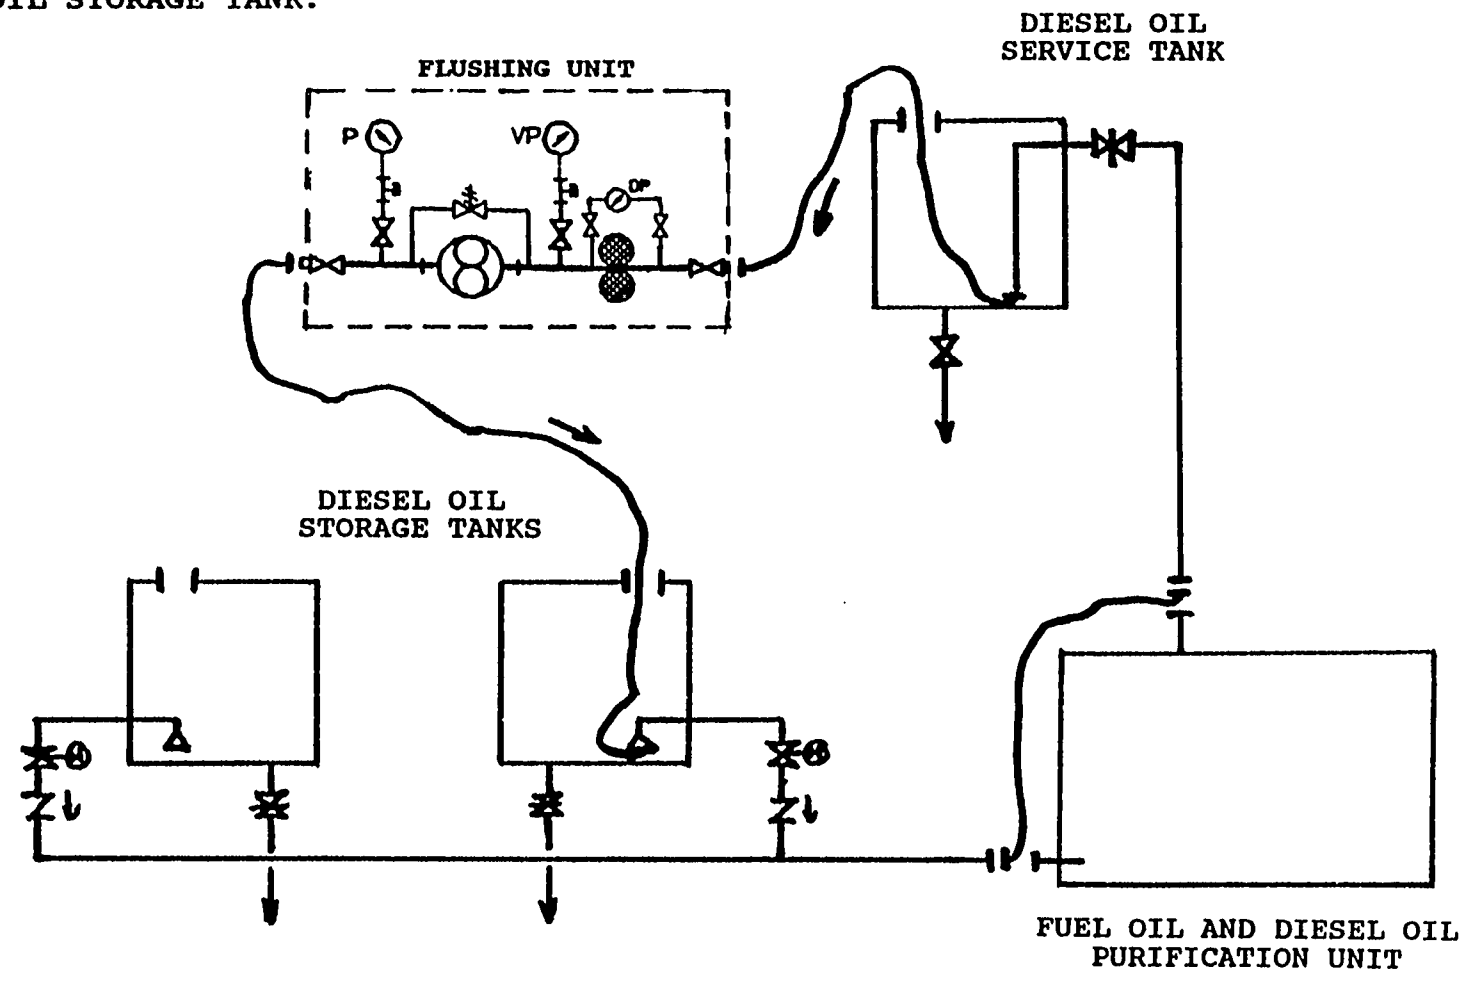 OIL STORAGE TANK.
DIESEL OIL
SERVICE TANK
FLUSHING UNIT
P
VP
DP
DIESEL OIL
STORAGE TANKS
FUEL OIL AND DIESEL OIL
PURIFICATION UNIT